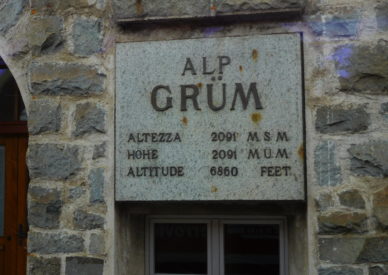 ALP
GRÜM
ALTEZZA 2091 M.S.M.
HÖHE 2091 M.Ü.M.
ALTITUDE 6860 FEET.